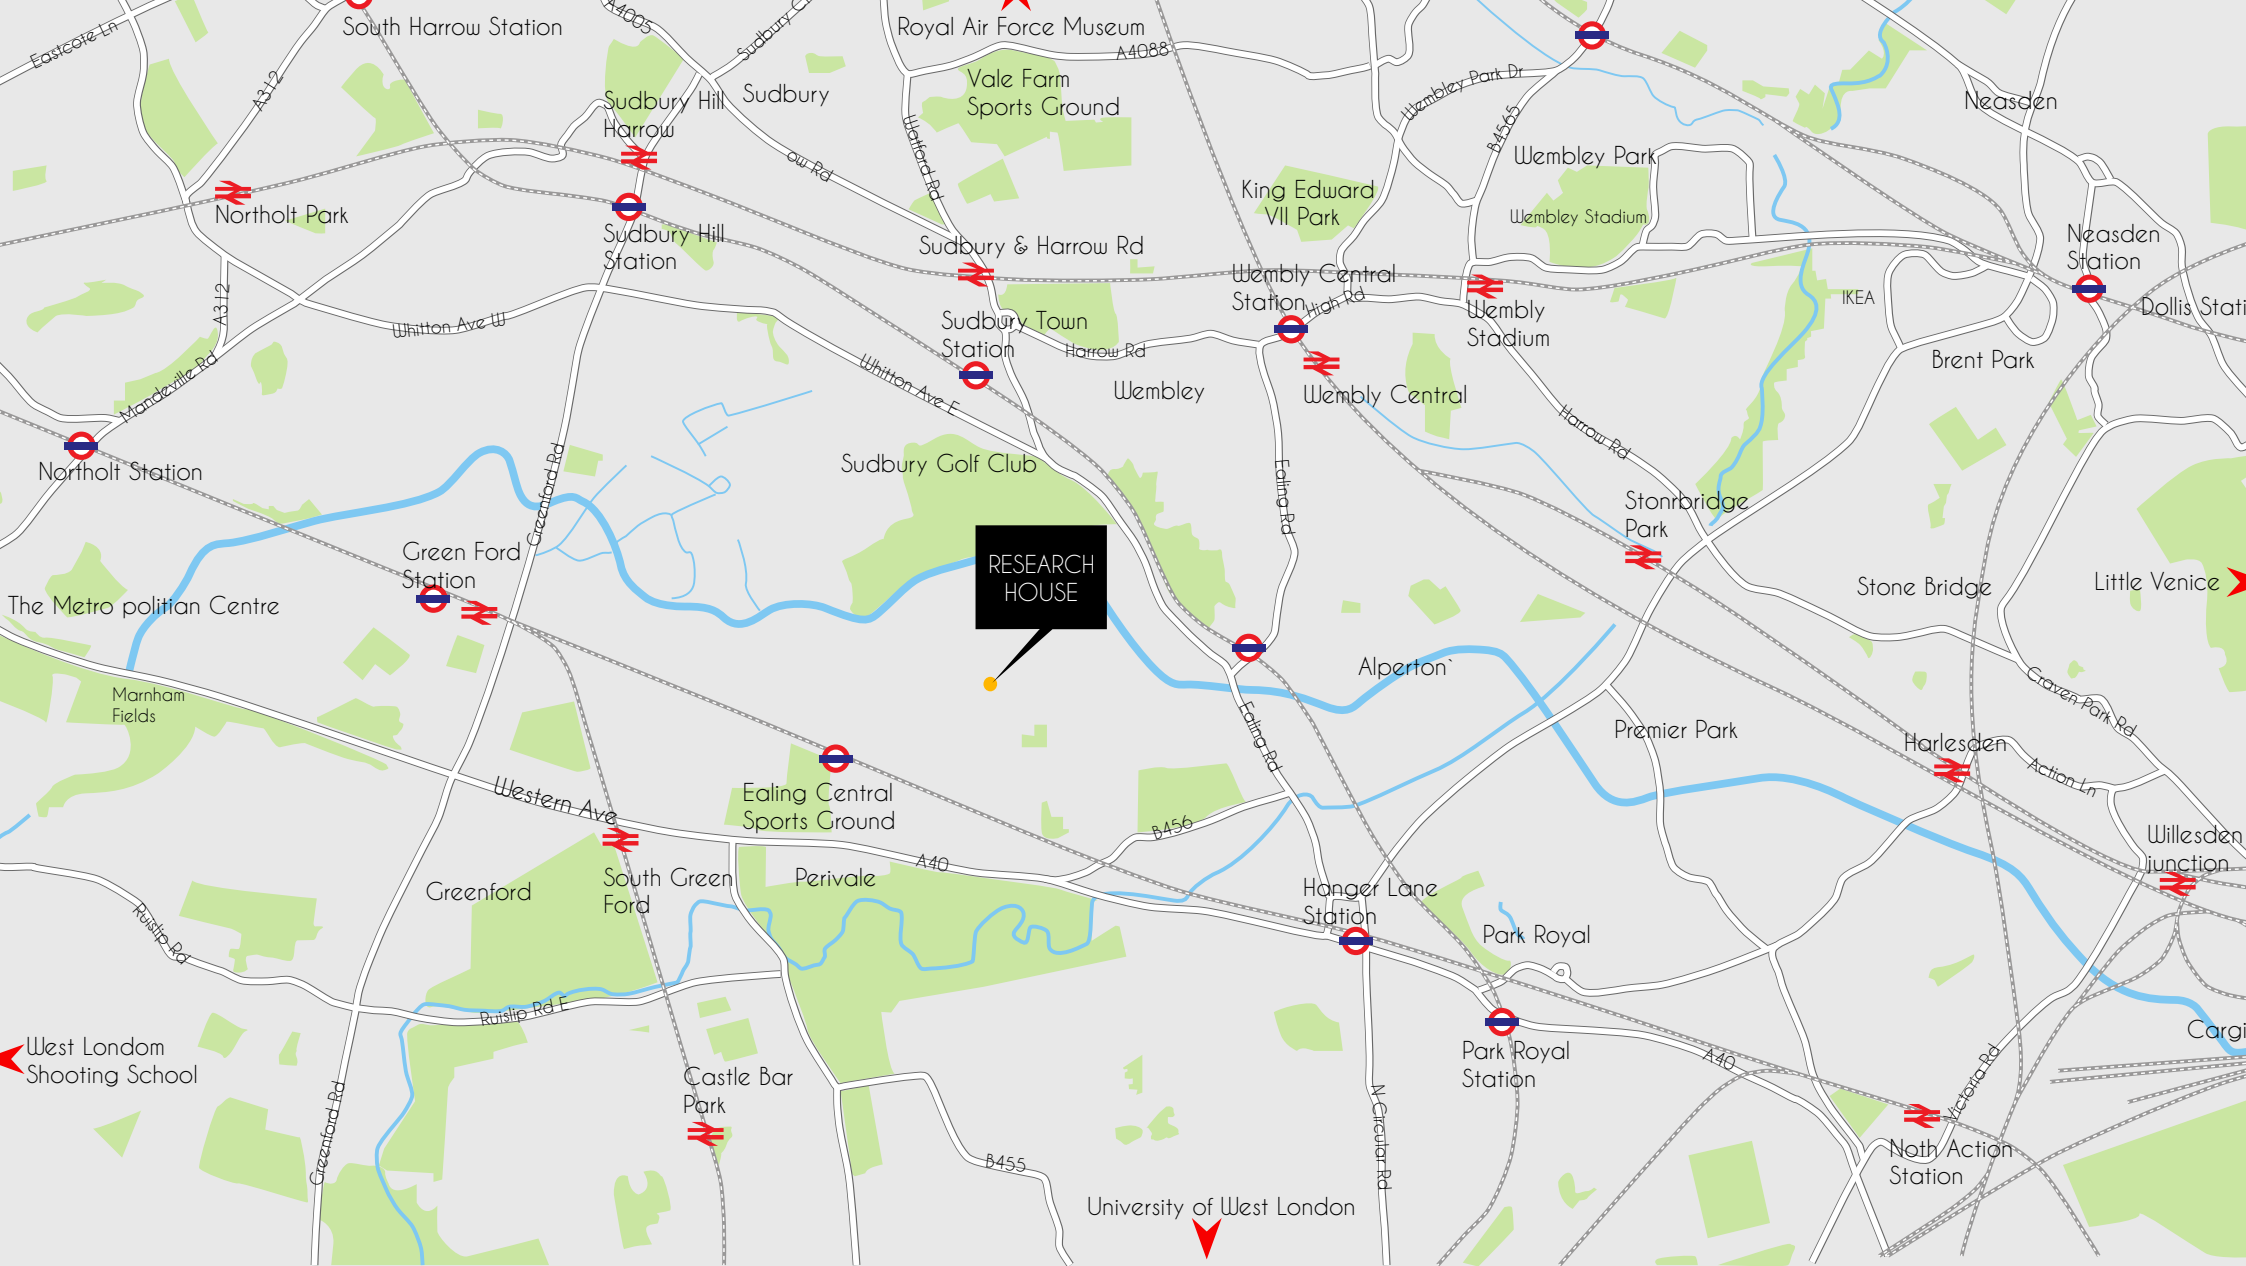 South Harrow Station
A4005
Sudbury C
Royal Air Force Museum
Eastcote Ln
A4088
A312
Vale Farm
Sports Ground
Wembley Park Dr
Sudbury Hill
Harrow
Sudbury
Neasden
B4565
Watford Rd
ow Rd
Wembley Park
Northolt Park
King Edward
VII Park
Wembley Stadium
Sudbury Hill
Station
Sudbury & Harrow Rd
Neasden
Station
Wembly Central
Station
High Rd
IKEA
A312
Dollis Stati
Wembly
Stadium
Whitton Ave W
Sudbury Town
Station
Harrow Rd
Brent Park
Mandeville Rd
Whitton Ave E
Wembley
Wembly Central
Harrow Rd
Northolt Station
Sudbury Golf Club
Greenford Rd
Ealing Rd
Stonrbridge
Park
Green Ford
Station
RESEARCH
HOUSE
Stone Bridge
Little Venice
The Metro politian Centre
Alperton`
Marnham
Fields
Craven Park Rd
Ealing Rd
Premier Park
Harlesden
Action Ln
Western Ave
Ealing Central
Sports Ground
B456
Willesden
junction
A40
South Green
Ford
Perivale
Greenford
Hanger Lane
Station
Ruislip Rd
Park Royal
Ruislip Rd E
Cargi
West Londom
Shooting School
Park Royal
Station
A40
Victoria Rd
Castle Bar
Park
Greenford Rd
N Circular Rd
Noth Action
Station
B455
University of West London